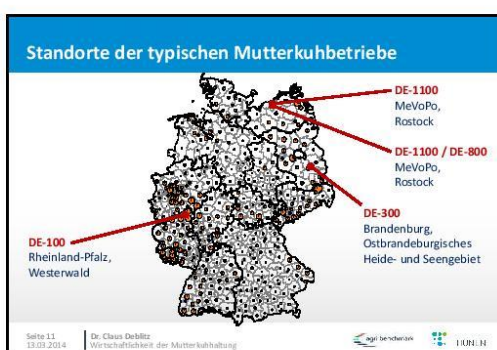 Standorte der typischen Mutterkuhbetriebe
DE-1100
MeVoPo,
Rostock
DE-1100 / DE-800
MeVoPo,
Rostock
DE-300
Brandenburg,
Ostbrandeburgisches
Heide- und Seengebiet
DE-100
Rheinland-Pfalz,
Westerwald
Seite 11
13.03.2014
Dr. Claus Deblitz
Wirtschaftlichkeit der Mutterkuhhaltung
agri benchmark
THÜNEN